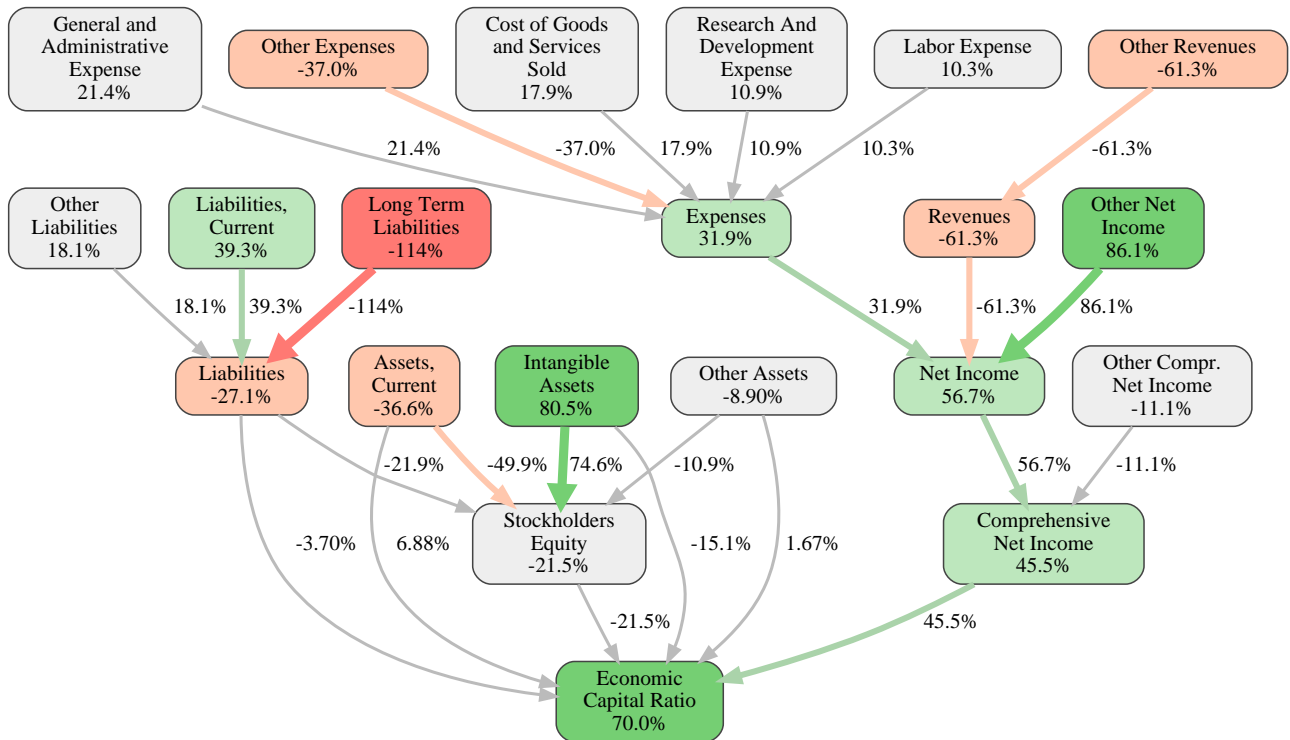 General and
Administrative
Expense
21.4%
Other Expenses
-37.0%
Cost of Goods
and Services
Sold
17.9%
Research And
Development
Expense
10.9%
Labor Expense
10.3%
Other Revenues
-61.3%
21.4%
-37.0%
17.9%
10.9%
10.3%
-61.3%
Other
Liabilities
18.1%
Liabilities,
Current
39.3%
Long Term
Liabilities
-114%
Expenses
31.9%
Revenues
-61.3%
Other Net
Income
86.1%
18.1%
39.3%
-114%
31.9%
-61.3%
86.1%
Liabilities
-27.1%
Assets,
Current
-36.6%
Intangible
Assets
80.5%
Other Assets
-8.90%
Net Income
56.7%
Other Compr.
Net Income
-11.1%
-21.9%
-49.9%
74.6%
-10.9%
56.7%
-11.1%
Stockholders
Equity
-21.5%
Comprehensive
Net Income
45.5%
-3.70%
6.88%
-15.1%
1.67%
-21.5%
45.5%
Economic
Capital Ratio
70.0%